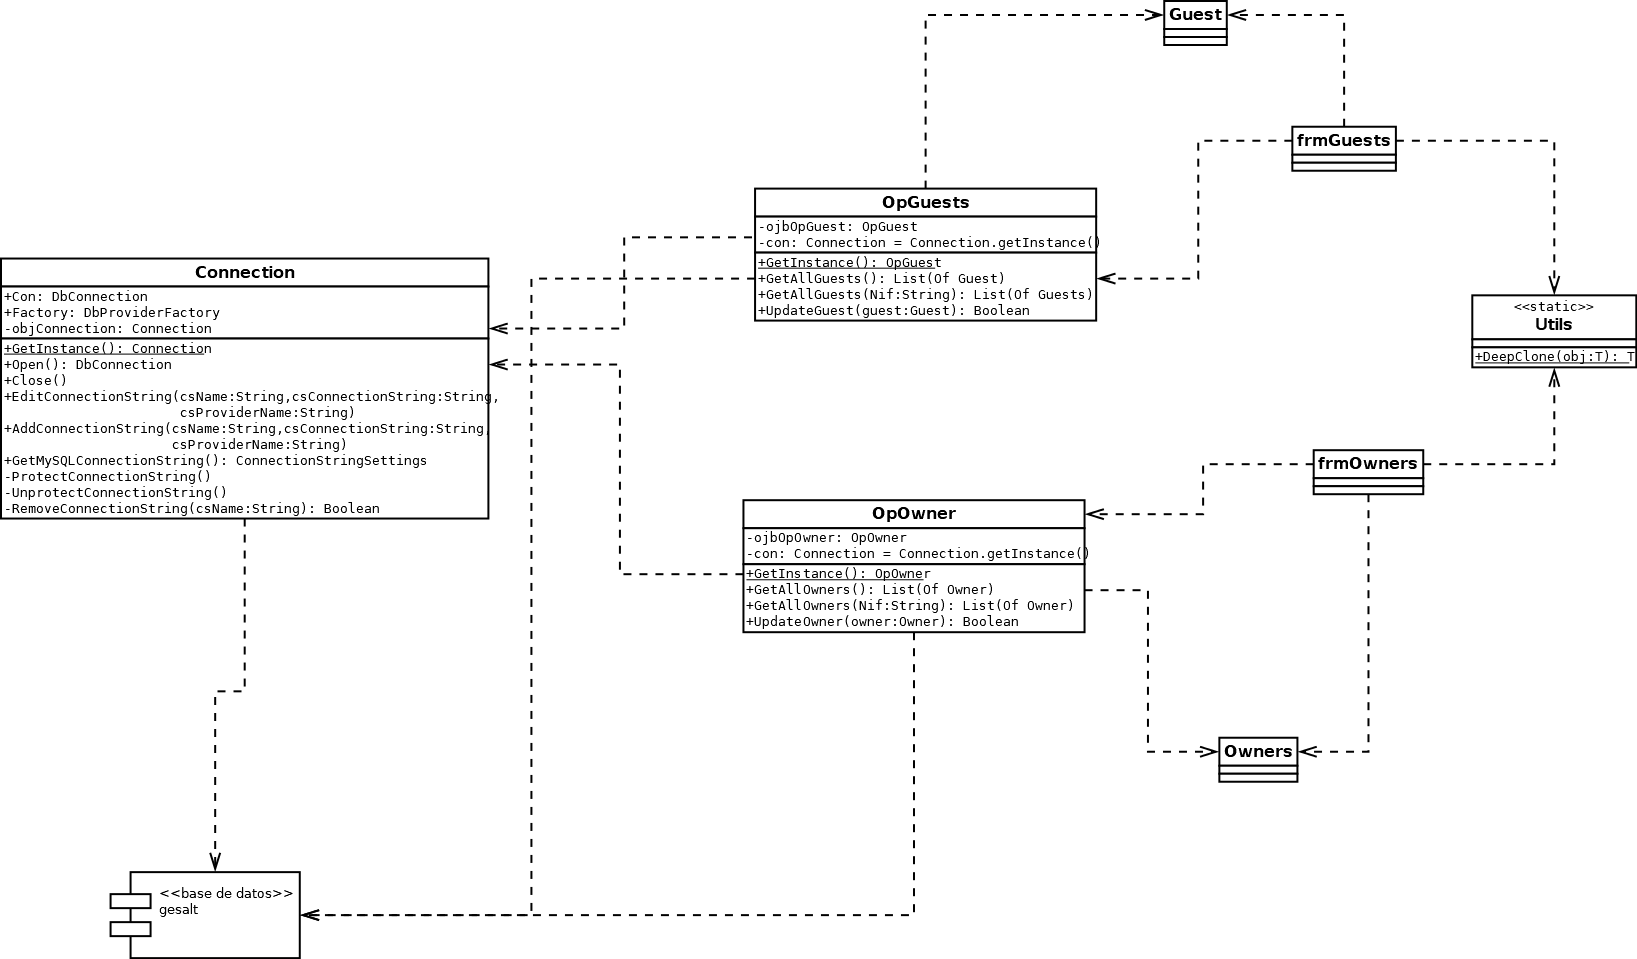 Guest
frmGuests
OpGuests
-ojbOpGuest: OpGuest
-con: Connection = Connection.getInstance()
+GetInstance(): OpGuest
+GetAllGuests(): List(Of Guest)
+GetAllGuests(Nif:String): List(Of Guests)
+UpdateGuest(guest:Guest): Boolean
Connection
+Con: DbConnection
+Factory: DbProviderFactory
-objConnection: Connection
+GetInstance(): Connection
+Open(): DbConnection
+Close()
+EditConnectionString(csName:String,csConnectionString:String,
csProviderName:String)
+AddConnectionString(csName:String,csConnectionString:String,
csProviderName:String)
+GetMySQLConnectionString(): ConnectionStringSettings
-ProtectConnectionString()
-UnprotectConnectionString()
-RemoveConnectionString(csName:String): Boolean
<<static>>
Utils
+DeepClone(obj:T): T
frmOwners
OpOwner
-ojbOpOwner: OpOwner
-con: Connection = Connection.getInstance()
+GetInstance(): OpOwner
+GetAllOwners(): List(Of Owner)
+GetAllOwners(Nif:String): List(Of Owner)
+UpdateOwner(owner:Owner): Boolean
Owners
<<base de datos>>
gesalt